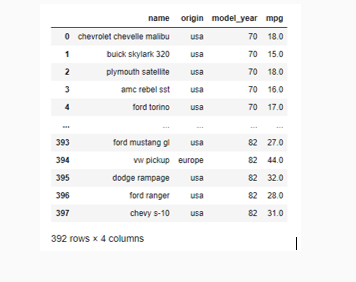 name origin model_year mpg
0 chevrolet chevelle malibu usa 70 18.0
1 buick skylark 320 usa 70 15.0
2 plymouth satellite usa 70 18.0
3 amc rebel sst usa 70 16.0
4 ford torino usa 70 17.0
... ... ... ... ...
393 ford mustang gl usa 82 27.0
394 vw pickup europe 82 44.0
395 dodge rampage usa 82 32.0
396 ford ranger usa 82 28.0
397 chevy s-10 usa 82 31.0
392 rows × 4 columns